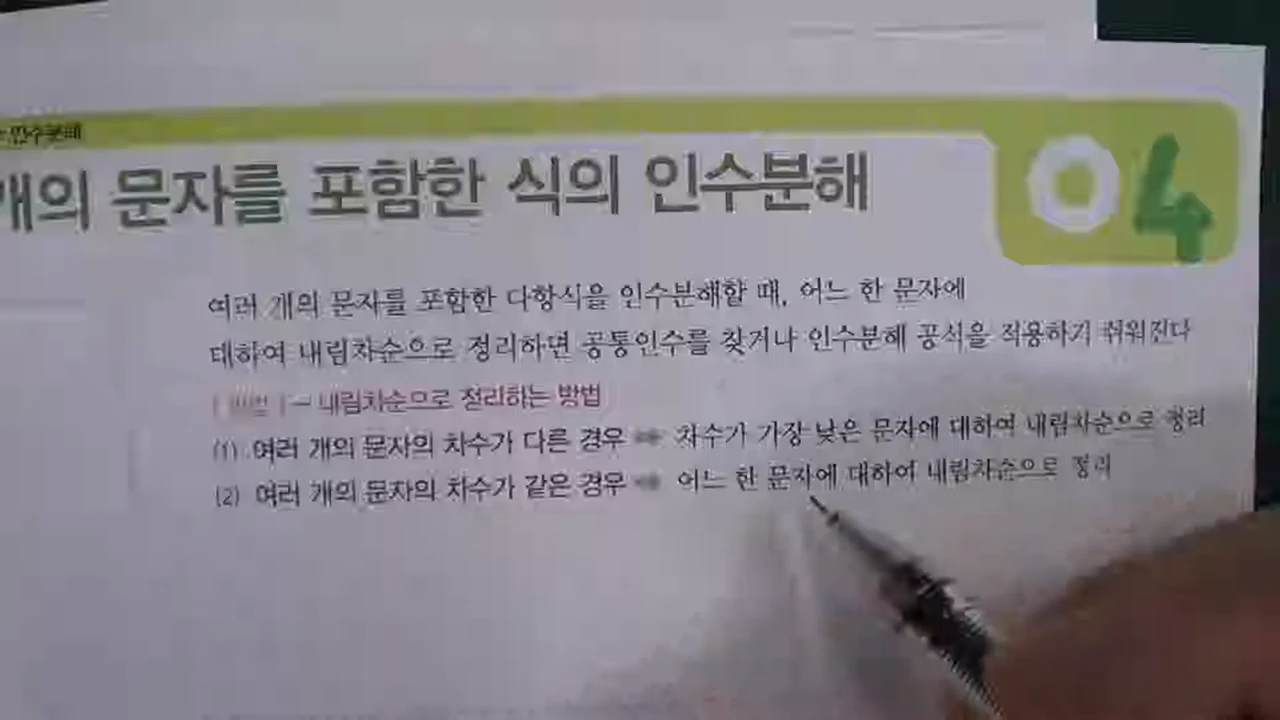 인수분해
개의 문자를 포함한 식의 인수분해
04
여러 개의 문자를 포함한 다항식을 인수분해할 때, 어느 한 문자에
대하여 내림차순으로 정리하면 공통인수를 찾거나 인수분해 공식을 적용하기 쉬워진다
내림차순으로 정리하는 방법
(1) 여러 개의 문자의 차수가 다른 경우 ➡ 차수가 가장 낮은 문자에 대하여 내림차순으로 정리
(2) 여러 개의 문자의 차수가 같은 경우 ➡ 어느 한 문자에 대하여 내림차순으로 정리